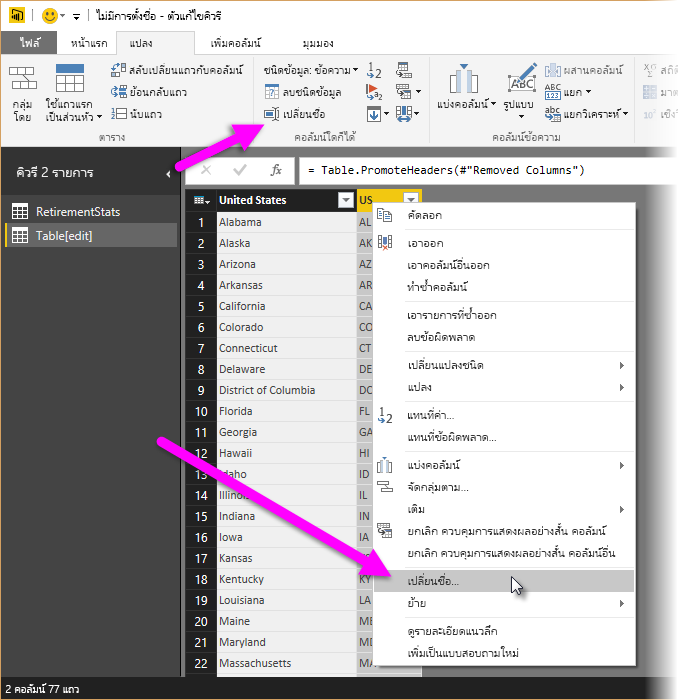 ไม่มีการตั้งชื่อ - ตัวแก้ไขคิวรี
ไฟล์ หน้าแรก แปลง เพิ่มคอลัมน์ มุมมอง
กลุ่ม
โดย
ใช้แถวแรก
เป็นส่วนหัว
สลับเปลี่ยนแถวกับคอลัมน์
ย้อนกลับแถว
นับแถว
ตาราง
ชนิดข้อมูล: ข้อความ
ลบชนิดข้อมูล
เปลี่ยนชื่อ
คอลัมน์ใดก็ได้
แบ่งคอลัมน์
รูปแบบ
ผสานคอลัมน์
แยก
แยกวิเคราะห์
คอลัมน์ข้อความ
คิวรี 2 รายการ
= Table.PromoteHeaders(#"Removed Columns")
RetirementStats
Table[edit]
United States US
1 Alabama AL
2 Alaska AK
3 Arizona AZ
4 Arkansas AR
5 California CA
6 Colorado CO
7 Connecticut CT
8 Delaware DE
9 District of Columbia DC
10 Florida FL
11 Georgia GA
12 Hawaii HI
13 Idaho ID
14 Illinois IL
15 Indiana IN
16 Iowa IA
17 Kansas
18 Kentucky KY
19 Louisiana LA
20 Maine ME
21 Maryland MD
22 Massachusetts MA
คัดลอก
เอาออก
เอาคอลัมน์อื่นออก
ทำซ้ำคอลัมน์
เอารายการที่ซ้ำออก
ลบข้อผิดพลาด
เปลี่ยนแปลงชนิด
แปลง
แทนที่ค่า...
แทนที่ข้อผิดพลาด...
แบ่งคอลัมน์
จัดกลุ่มตาม...
เติม
ยกเลิก ควบคุมการแสดงผลอย่างสั้น คอลัมน์
ยกเลิก ควบคุมการแสดงผลอย่างสั้น คอลัมน์อื่น
เปลี่ยนชื่อ...
ย้าย
ดูรายละเอียดแนวลึก
เพิ่มเป็นแบบสอบถามใหม่
2 คอลัมน์ 77 แถว